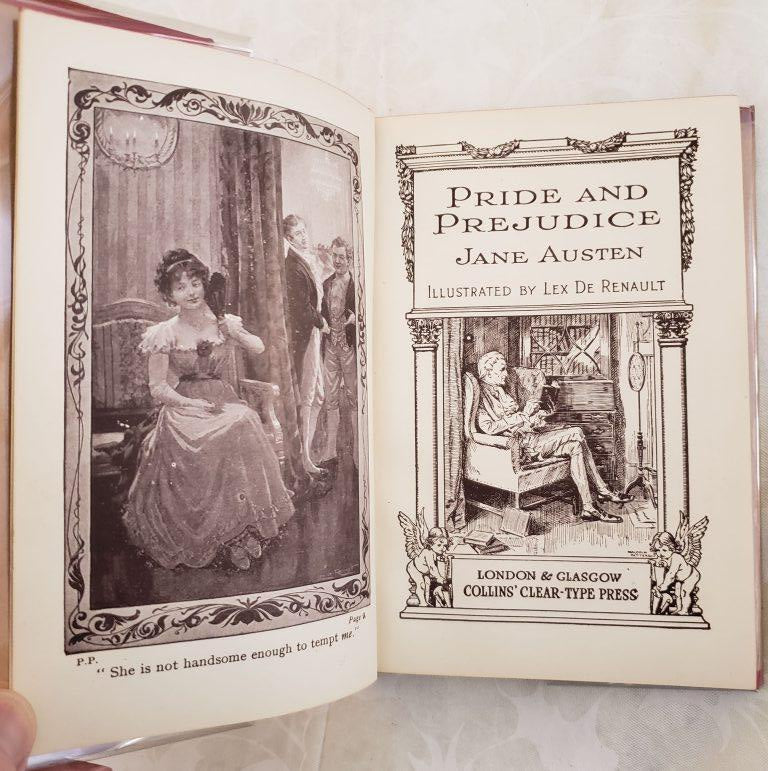 Page 
P.P.
"She is not handsome enough to tempt me."
PRIDE AND
PREJUDICE
JANE AUSTEN
ILLUSTRATED BY LEX DE RENAULT
LONDON & GLASGOW
COLLINS' CLEAR-TYPE PRESS